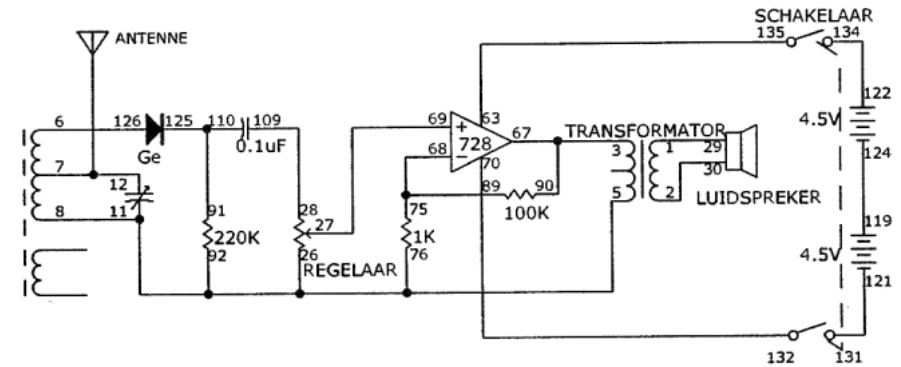 SCHAKELAAR
135 134
ANTENNE
122
4.5V
124
6 126 125 110 109
Ge 0.1uF
69 + 63 67
728
68 − 70
TRANSFORMATOR
3 1 29
30
7
12
11
8
89 90
100K
5 2
LUIDSPREKER
91
220K
92
28
27
26
REGELAAR
75
1K
76
119
4.5V
121
132 131